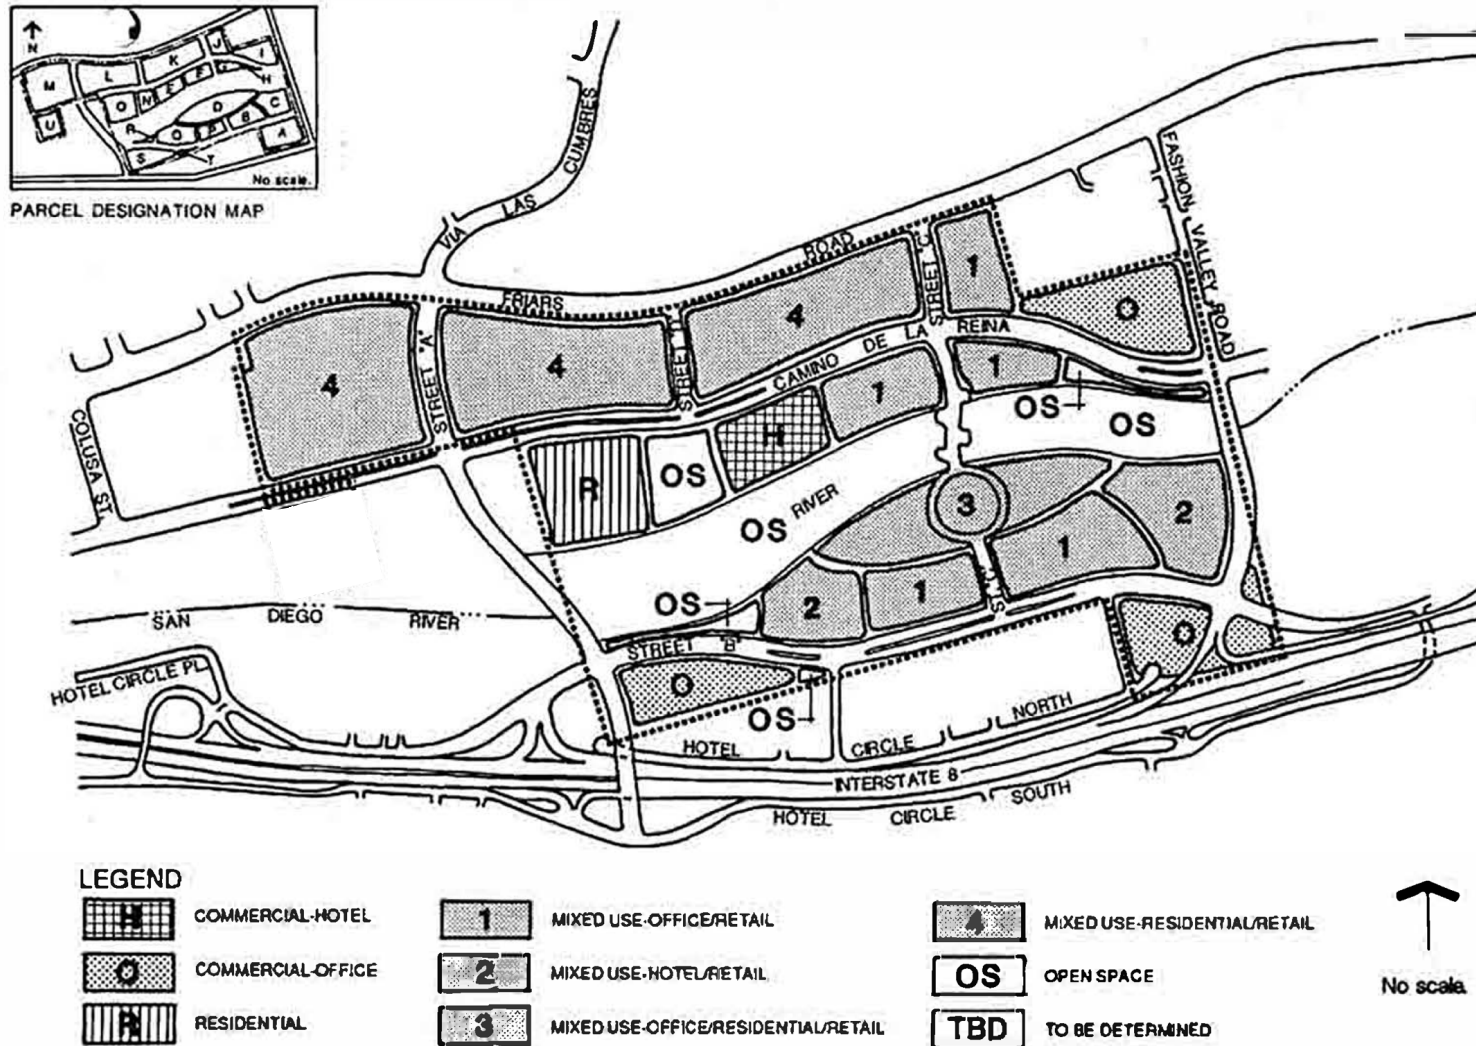 N
J
I
K
L
G
H
M
F
E
N
O
D
C
U
B
R
Q
P
A
S
T
No scale.
PARCEL DESIGNATION MAP
VIA LAS CUMBRES
FRIARS ROAD
FASHION VALLEY ROAD
STREET "A"
STREET "D"
STREET C
CAMINO DE LA REINA
COLUSA ST.
1
4
O
4
4
1
1
OS
OS
H
R
OS
OS RIVER
3
2
1
OS
2
1
SAN DIEGO RIVER
STREET "B"
O
O
OS
HOTEL CIRCLE PL.
HOTEL CIRCLE NORTH
INTERSTATE 8
HOTEL CIRCLE SOUTH
LEGEND
H COMMERCIAL-HOTEL
O COMMERCIAL-OFFICE
R RESIDENTIAL
1 MIXED USE-OFFICE/RETAIL
2 MIXED USE-HOTEL/RETAIL
3 MIXED USE-OFFICE/RESIDENTIAL/RETAIL
4 MIXED USE-RESIDENTIAL/RETAIL
OS OPEN SPACE
TBD TO BE DETERMINED
No scale